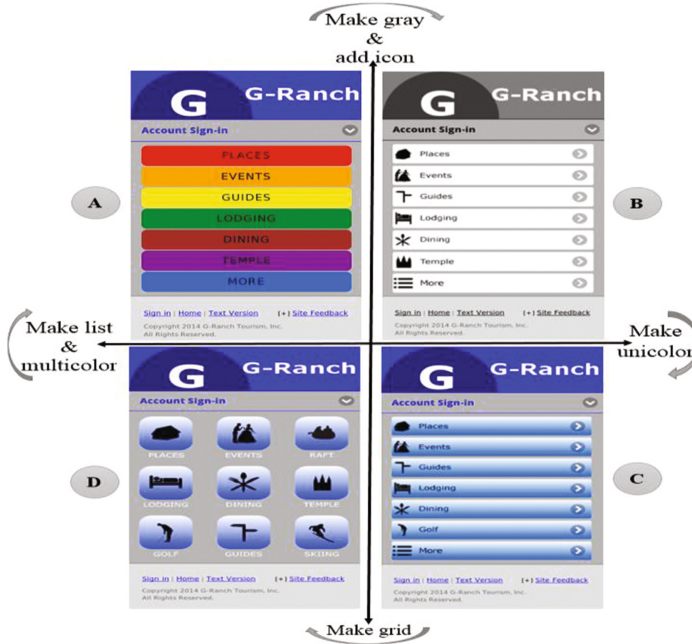 Make gray
&
add icon
G G-Ranch
Account Sign-in
PLACES
EVENTS
GUIDES
LODGING
DINING
TEMPLE
MORE
Sign in | Home | Text Version [+] Site Feedback
Copyright 2014 G-Ranch Tourism, Inc.
All Rights Reserved.
A
G G-Ranch
Account Sign-in
Places
Events
Guides
Lodging
Dining
Temple
More
Sign in | Home | Text Version [+] Site Feedback
Copyright 2014 G-Ranch Tourism, Inc.
All Rights Reserved.
B
Make list
&
multicolor
Make
unicolor
G G-Ranch
Account Sign-in
PLACES EVENTS RAFT
LODGING DINING TEMPLE
GOLF GUIDES SKIING
Sign in | Home | Text Version [+] Site Feedback
Copyright 2014 G-Ranch Tourism, Inc.
All Rights Reserved.
D
G G-Ranch
Account Sign-in
Places
Events
Guides
Lodging
Dining
Golf
More
Sign in | Home | Text Version [+] Site Feedback
Copyright 2014 G-Ranch Tourism, Inc.
All Rights Reserved.
C
Make grid